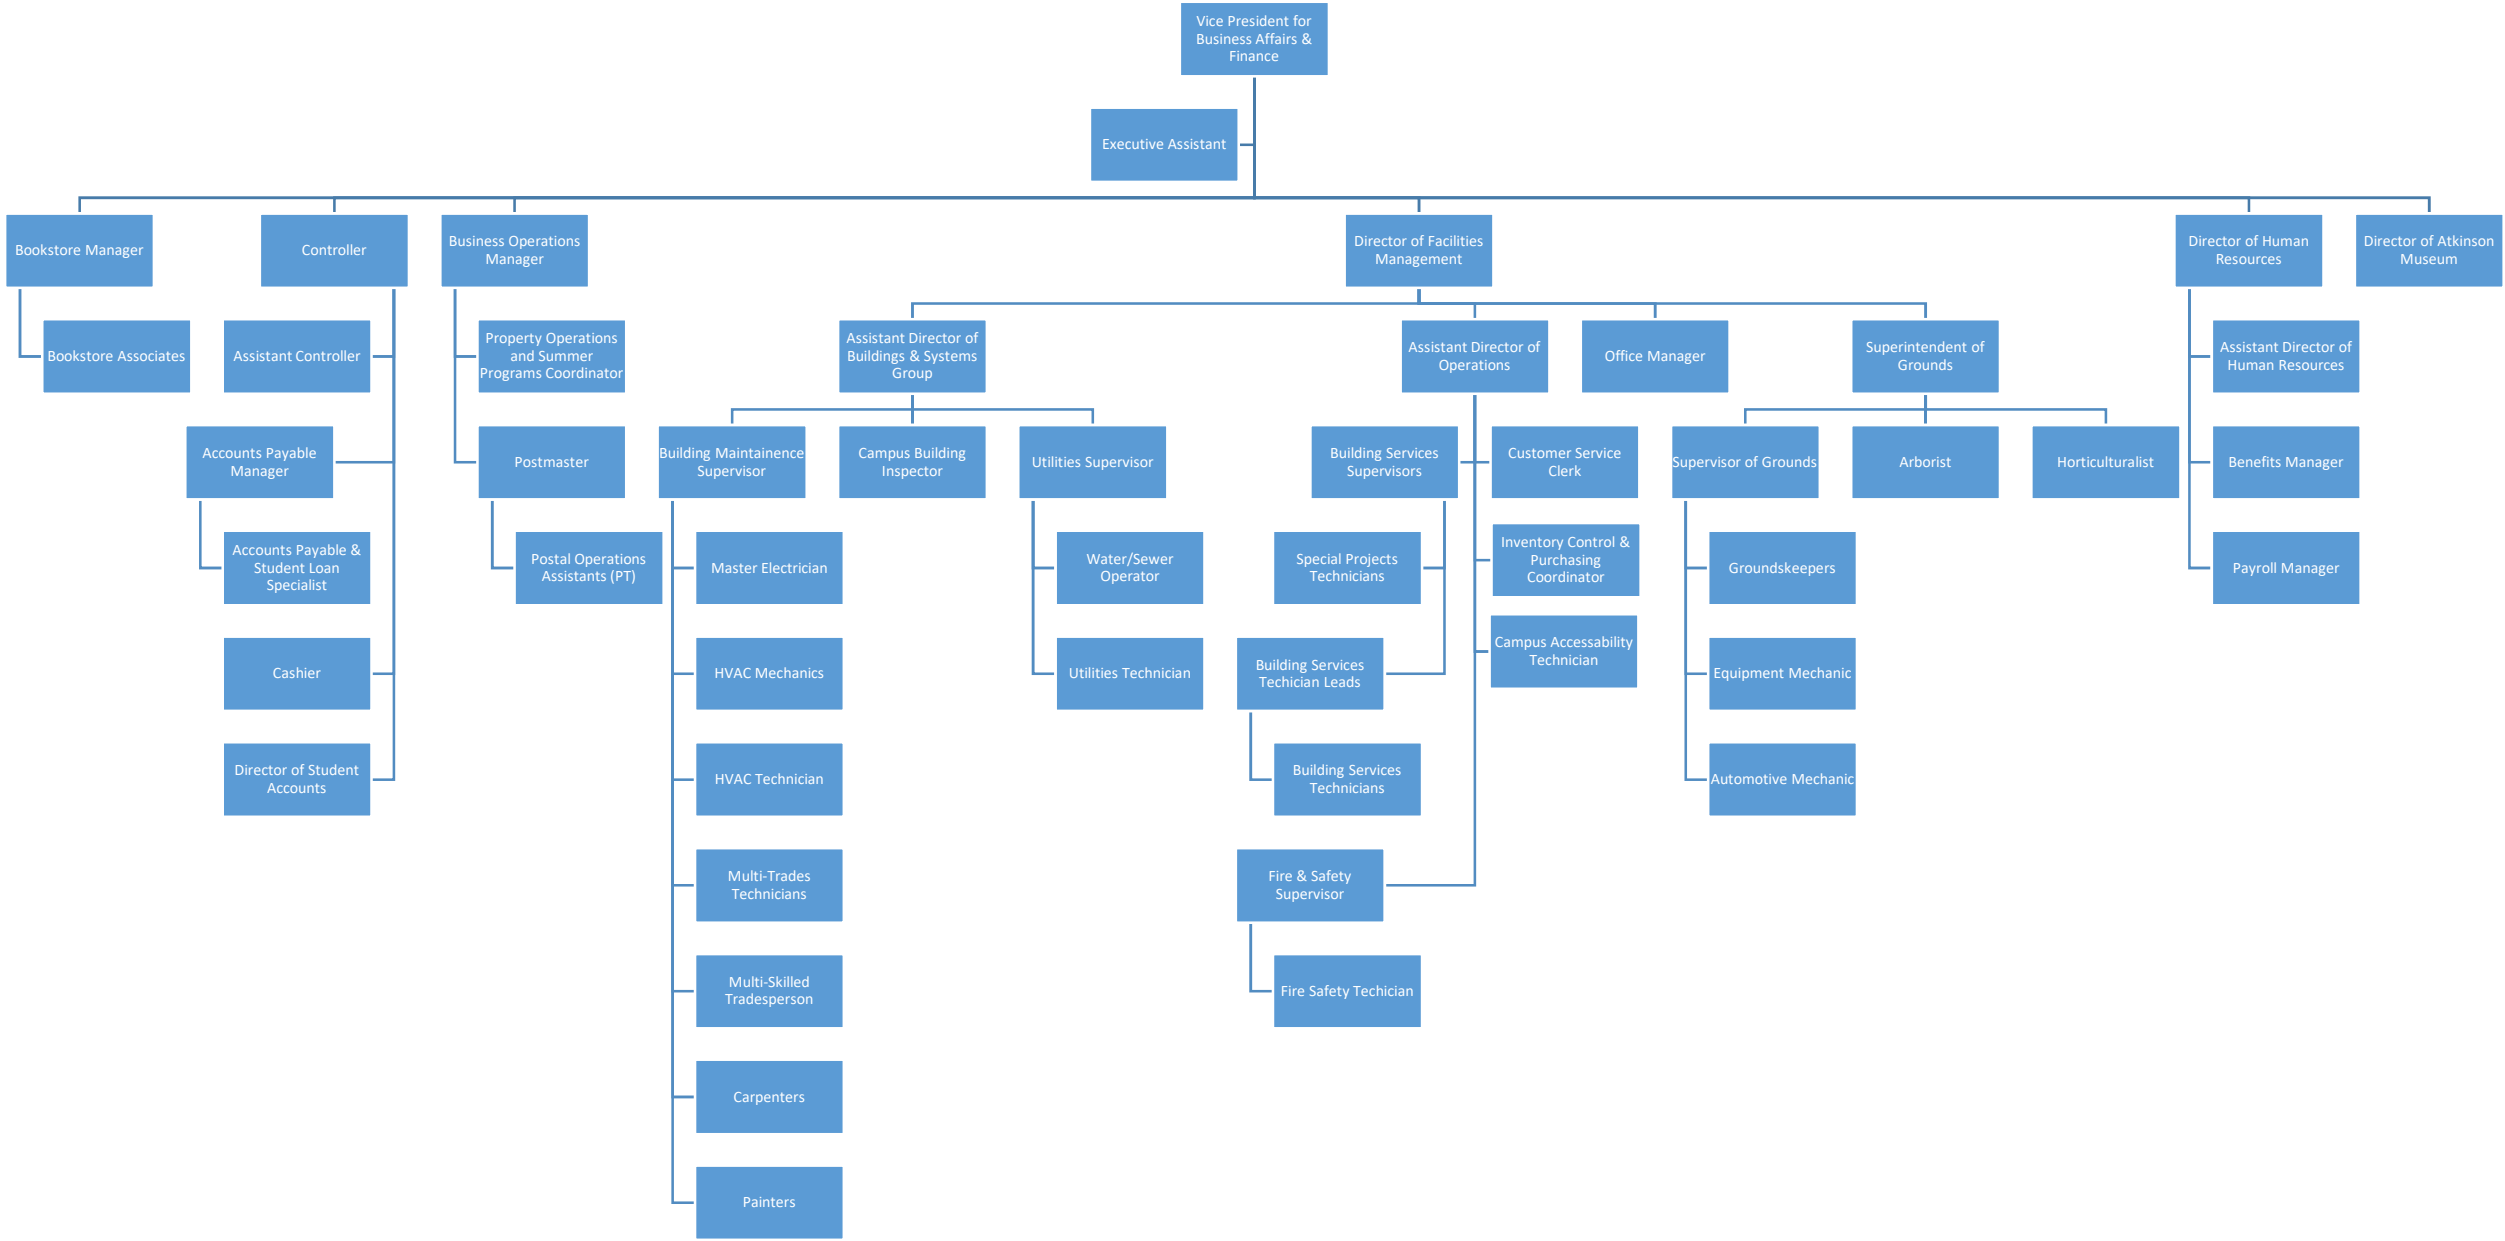 Vice President for
Business Affairs &
Finance
Executive Assistant
Bookstore Manager
Controller
Business Operations
Manager
Director of Facilities
Management
Director of Human
Resources
Director of Atkinson
Museum
Bookstore Associates
Assistant Controller
Property Operations
and Summer
Programs Coordinator
Assistant Director of
Buildings & Systems
Group
Assistant Director of
Operations
Office Manager
Superintendent of
Grounds
Assistant Director of
Human Resources
Accounts Payable
Manager
Postmaster
Building Maintainence
Supervisor
Campus Building
Inspector
Utilities Supervisor
Building Services
Supervisors
Customer Service
Clerk
Supervisor of Grounds
Arborist
Horticulturalist
Benefits Manager
Accounts Payable &
Student Loan
Specialist
Postal Operations
Assistants (PT)
Master Electrician
Water/Sewer
Operator
Special Projects
Technicians
Inventory Control &
Purchasing
Coordinator
Groundskeepers
Payroll Manager
Cashier
HVAC Mechanics
Utilities Technician
Building Services
Techician Leads
Campus Accessability
Technician
Equipment Mechanic
Director of Student
Accounts
HVAC Technician
Building Services
Technicians
Automotive Mechanic
Multi-Trades
Technicians
Fire & Safety
Supervisor
Multi-Skilled
Tradesperson
Fire Safety Techician
Carpenters
Painters